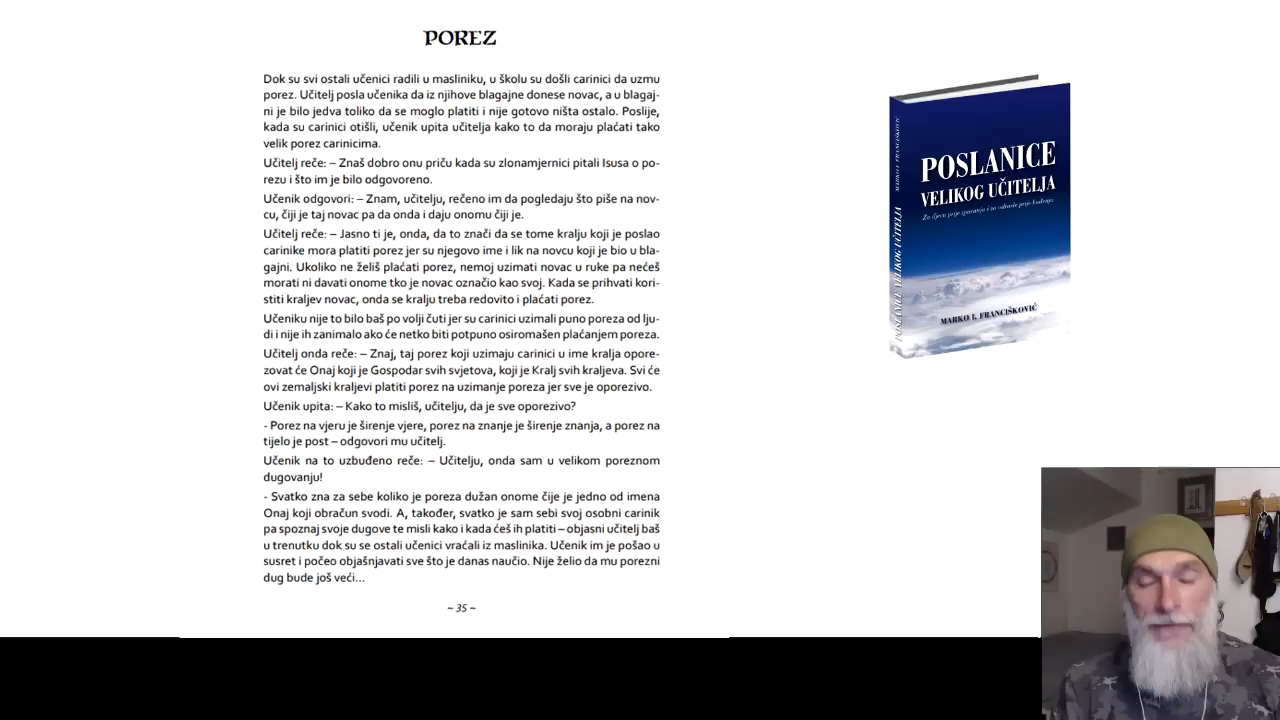 POREZ
Dok su svi ostali učenici radili u masliniku, u školu su došli carinici da uzmu
porez. Učitelj posla učenika da iz njihove blagajne donese novac, a u blagaj-
ni je bilo jedva toliko da se moglo platiti i nije gotovo ništa ostalo. Poslije,
kada su carinici otišli, učenik upita učitelja kako to da moraju plaćati tako
velik porez carinicima.
Učitelj reče: – Znaš dobro onu priču kada su zlonamjernici pitali Isusa o po-
rezu i što im je bilo odgovoreno.
Učenik odgovori: – Znam, učitelju, rečeno im da pogledaju što piše na nov-
cu, čiji je taj novac pa da onda i daju onomu čiji je.
Učitelj reče: – Jasno ti je, onda, da to znači da se tome kralju koji je poslao
carinike mora platiti porez jer su njegovo ime i lik na novcu koji je bio u bla-
gajni. Ukoliko ne želiš plaćati porez, nemoj uzimati novac u ruke pa nećeš
morati ni davati onome tko je novac označio kao svoj. Kada se prihvati kori-
stiti kraljev novac, onda se kralju treba redovito i plaćati porez.
Učeniku nije to bilo baš po volji čuti jer su carinici uzimali puno poreza od lju-
di i nije ih zanimalo ako će netko biti potpuno osiromašen plaćanjem poreza.
Učitelj onda reče: – Znaj, taj porez koji uzimaju carinici u ime kralja opore-
zovat će Onaj koji je Gospodar svih svjetova, koji je Kralj svih kraljeva. Svi će
ovi zemaljski kraljevi platiti porez na uzimanje poreza jer sve je oporezivo.
Učenik upita: – Kako to misliš, učitelju, da je sve oporezivo?
- Porez na vjeru je širenje vjere, porez na znanje je širenje znanja, a porez na
tijelo je post – odgovori mu učitelj.
Učenik na to uzbuđeno reče: – Učitelju, onda sam u velikom poreznom
dugovanju!
- Svatko zna za sebe koliko je poreza dužan onome čije je jedno od imena
Onaj koji obračun svodi. A, također, svatko je sam sebi svoj osobni carinik
pa spoznaj svoje dugove te misli kako i kada ćeš ih platiti – objasni učitelj baš
u trenutku dok su se ostali učenici vraćali iz maslinika. Učenik im je pošao u
susret i počeo objašnjavati sve što je danas naučio. Nije želio da mu porezni
dug bude još veći...
~ 35 ~
POSLANICE
VELIKOG UČITELJA
Za djecu prije spavanja i za odrasle prije buđenja
MARKO I. FRANCIŠKOVIĆ
POSLANICE VELIKOG UČITELJA
MARKO I. FRANCIŠKOVIĆ